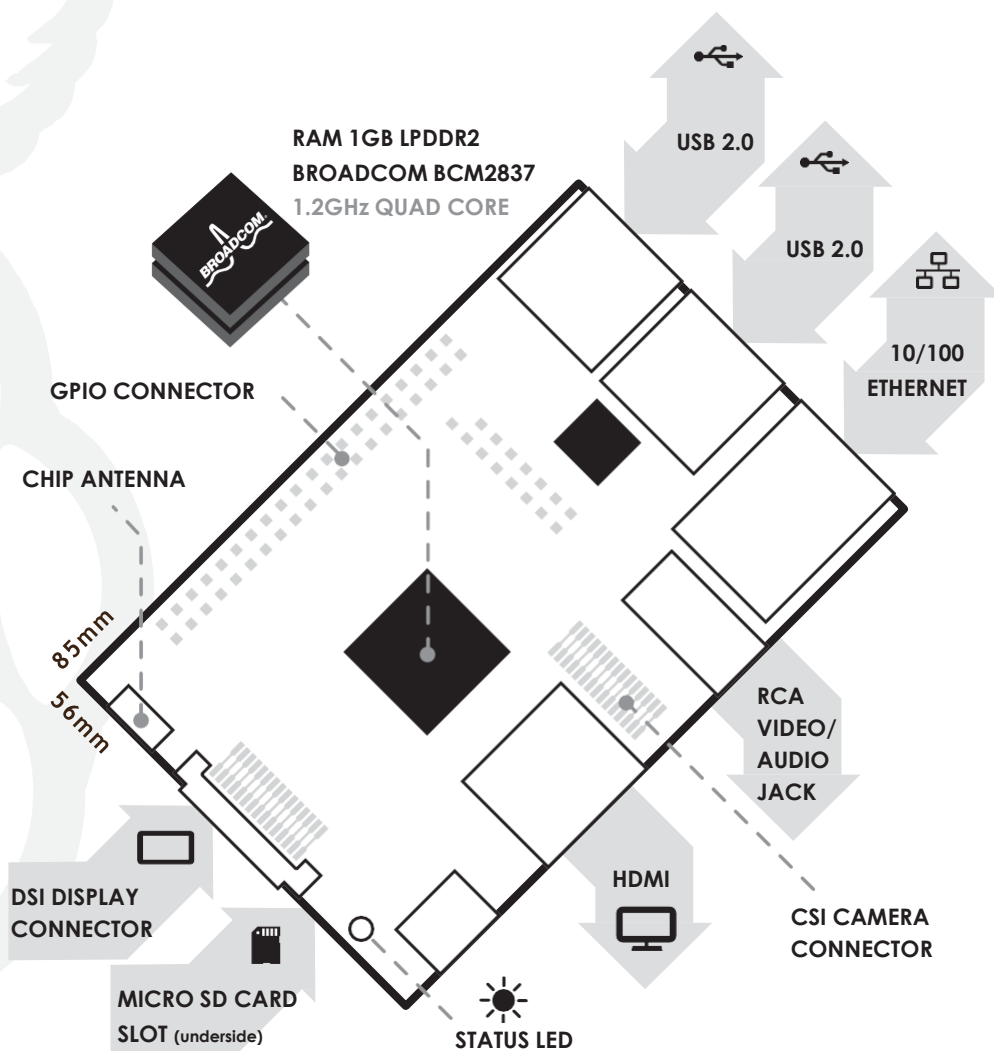 RAM 1GB LPDDR2
BROADCOM BCM2837
1.2GHz QUAD CORE
BROADCOM.
USB 2.0
USB 2.0
10/100
ETHERNET
GPIO CONNECTOR
CHIP ANTENNA
85mm
56mm
RCA
VIDEO/
AUDIO
JACK
HDMI
DSI DISPLAY
CONNECTOR
CSI CAMERA
CONNECTOR
MICRO SD CARD
SLOT (underside)
STATUS LED